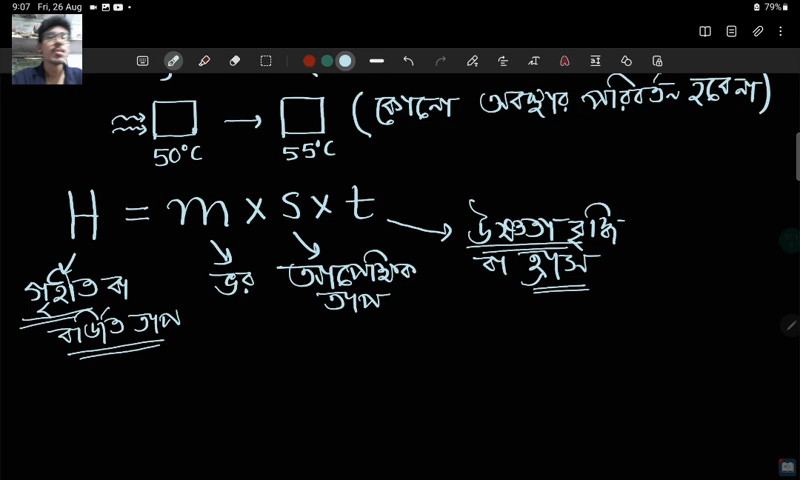 9:07 Fri, 26 Aug
79%
(কোনো অবস্থার পরিবর্তন হবেনা)
50°C 55°C
H = m × s × t
উষ্ণতা বৃদ্ধি
বা হ্রাস
গৃহীত বা
বর্জিত তাপ
ভর
আপেক্ষিক
তাপ